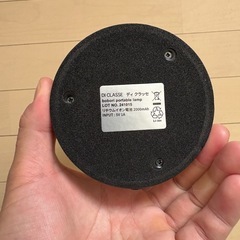 DI CLASSE ディ クラッセ
bobori portable lamp
LOT NO. 241015
リチウムイオン電池 2000mAh
INPUT : 5V 1A